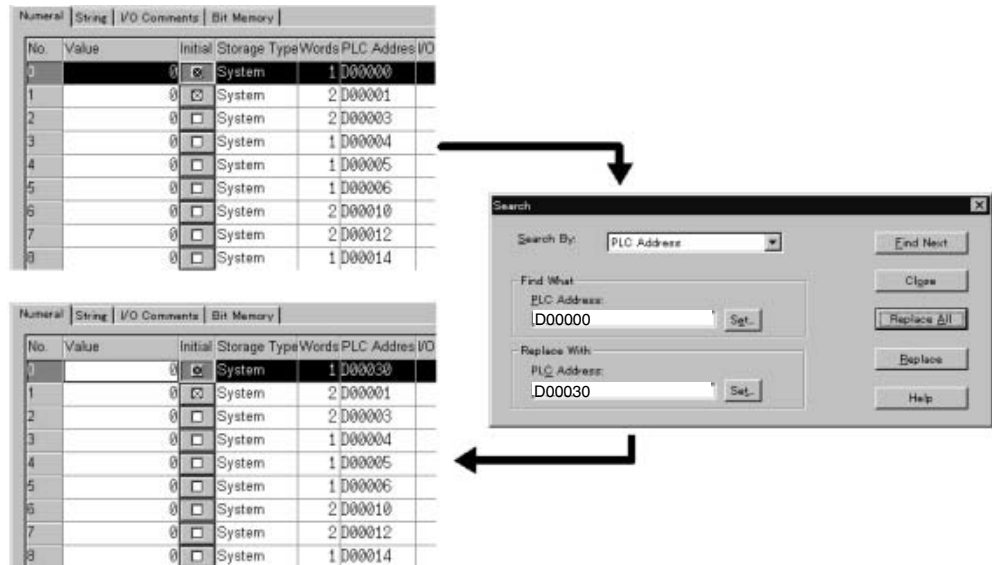 Numeral String I/O Comments Bit Memory
No. Value Initial Storage Type Words PLC Addres I/O
0 0 System 1 D00000
1 0 System 2 D00001
2 0 System 2 D00003
3 0 System 1 D00004
4 0 System 1 D00005
5 0 System 1 D00006
6 0 System 2 D00010
7 0 System 2 D00012
8 0 System 1 D00014
Search
Search By: PLC Address Find Next
Close
Find What
PLC Address:
D00000 Set... Replace All
Replace With
PLC Address: Replace
D00030 Set... Help
Numeral String I/O Comments Bit Memory
No. Value Initial Storage Type Words PLC Addres I/O
0 0 System 1 D00030
1 0 System 2 D00001
2 0 System 2 D00003
3 0 System 1 D00004
4 0 System 1 D00005
5 0 System 1 D00006
6 0 System 2 D00010
7 0 System 2 D00012
8 0 System 1 D00014